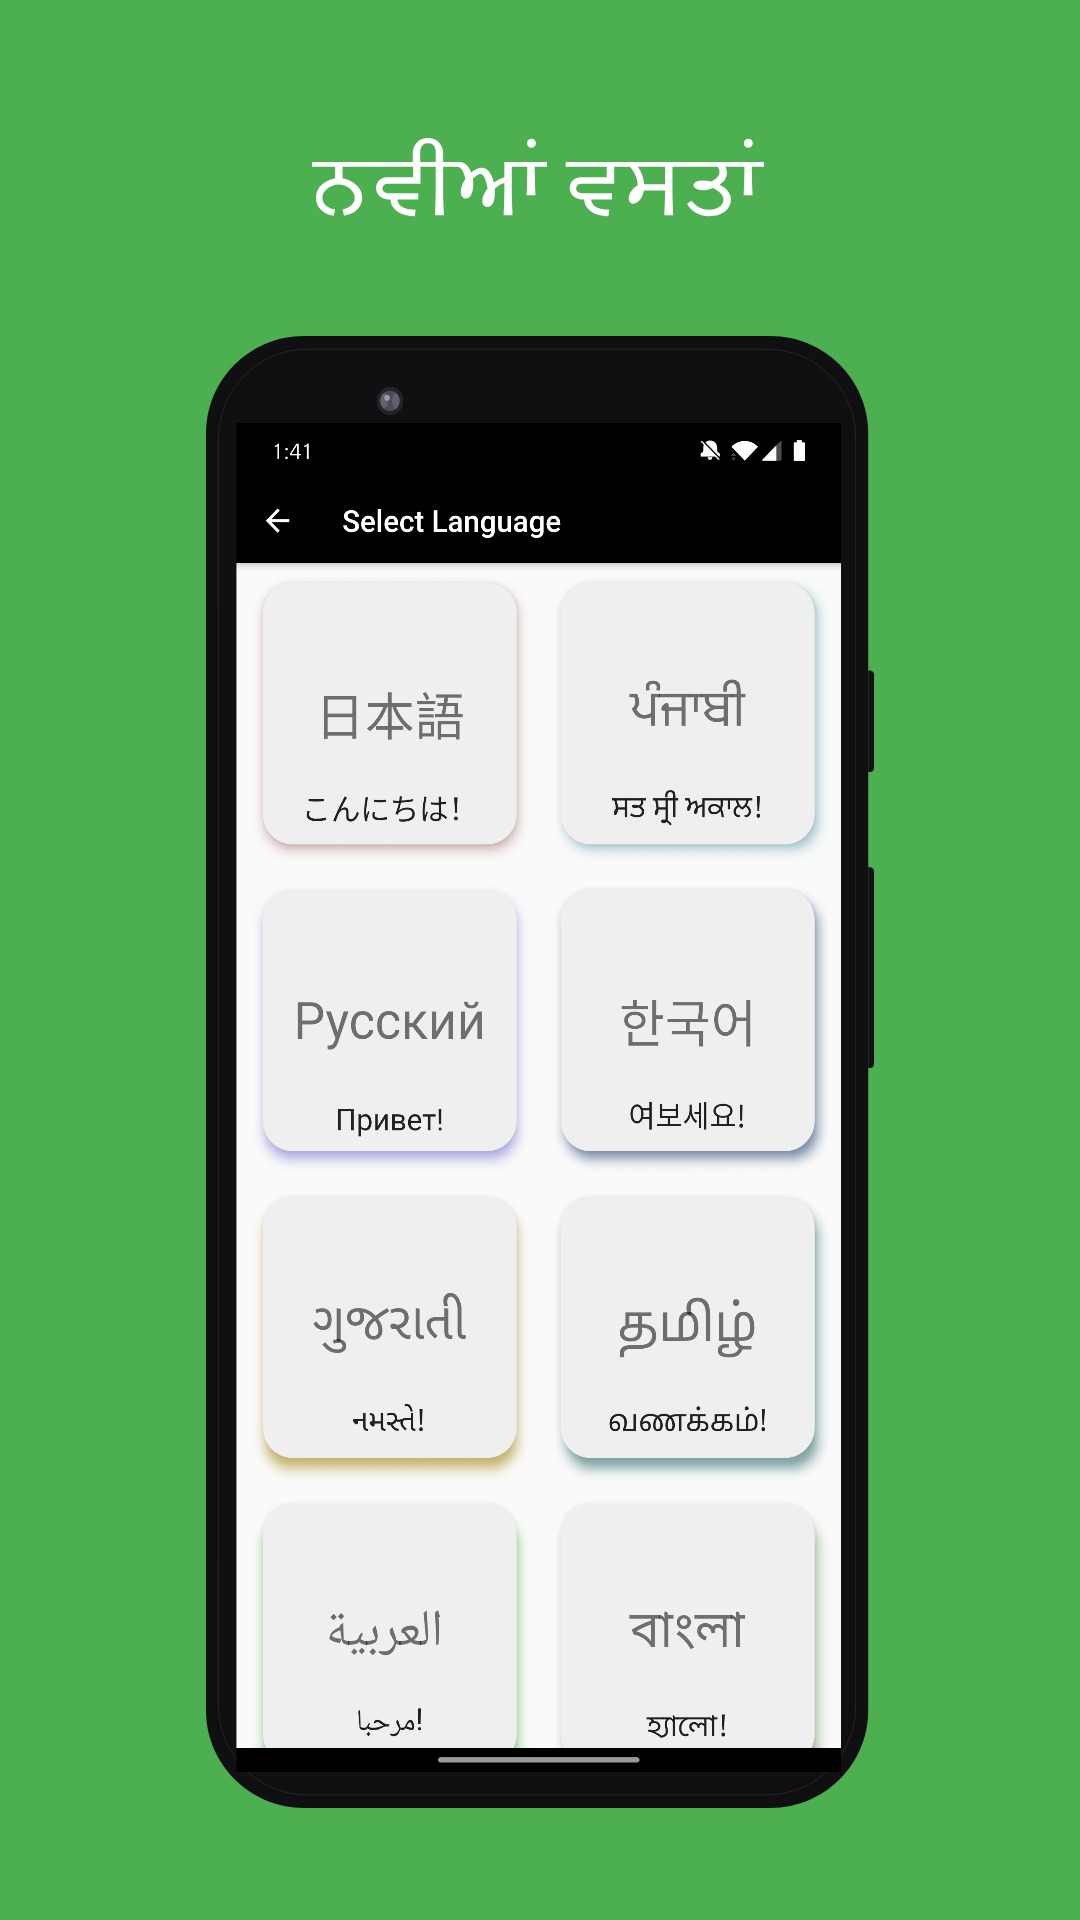 ਨਵੀਆਂ ਵਸਤਾਂ
1:41
Select Language
日本語
ਪੰਜਾਬੀ
こんにちは!
ਸਤ ਸ੍ਰੀ ਅਕਾਲ!
Русский
한국어
Привет!
여보세요!
ગુજરાતી
தமிழ்
નમસ્તે!
வணக்கம்!
العربية
বাংলা
مرحبا!
হ্যালো!